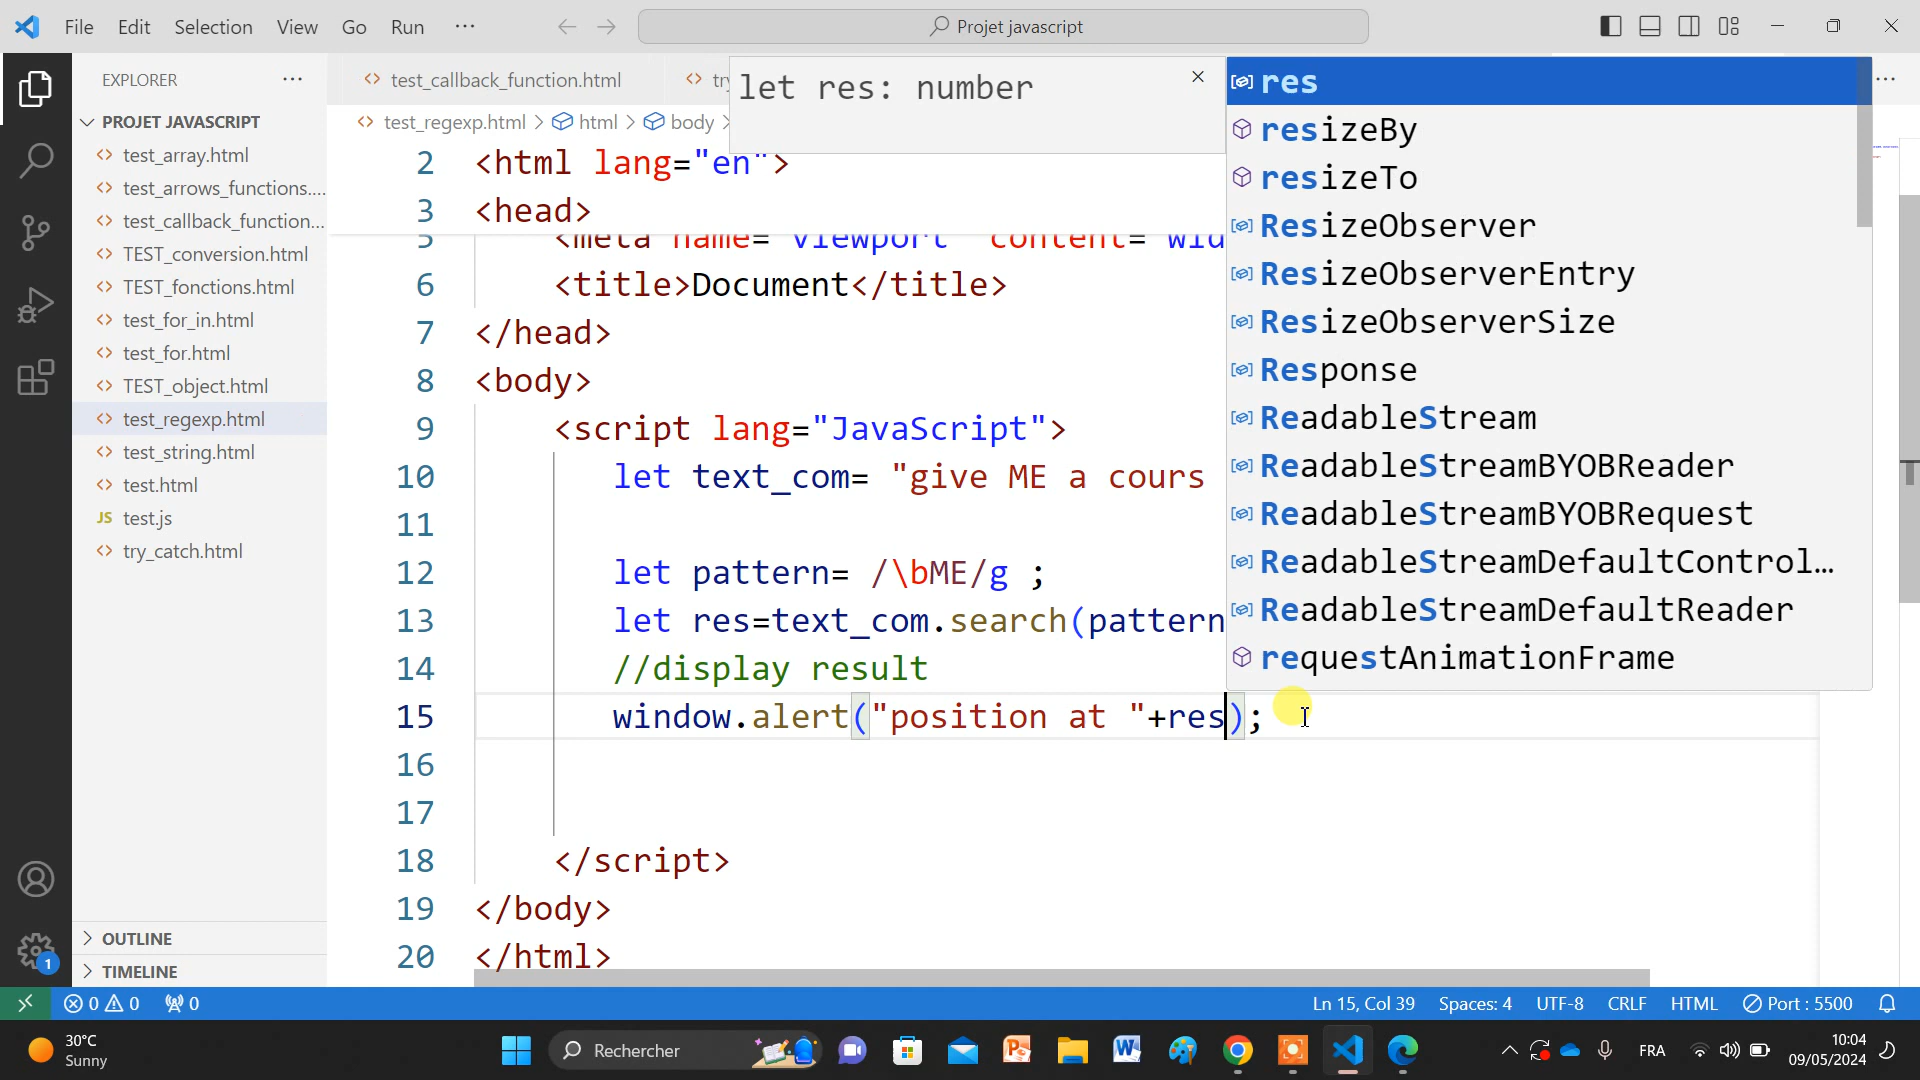 File Edit Selection View Go Run ··· Projet javascript
EXPLORER ···
PROJET JAVASCRIPT
test_array.html
test_arrows_functions....
test_callback_function...
TEST_conversion.html
TEST_fonctions.html
test_for_in.html
test_for.html
TEST_object.html
test_regexp.html
test_string.html
test.html
JS test.js
try_catch.html
OUTLINE
TIMELINE
test_callback_function.html
test_regexp.html > html > body >
let res: number
2 <html lang="en">
3 <head>
5 <meta name="viewport" content="wid
6 <title>Document</title>
7 </head>
8 <body>
9 <script lang="JavaScript">
10 let text_com= "give ME a cours
11
12 let pattern= /\bME/g ;
13 let res=text_com.search(pattern
14 //display result
15 window.alert("position at "+res);
16
17
18 </script>
19 </body>
20 </html>
res
resizeBy
resizeTo
ResizeObserver
ResizeObserverEntry
ResizeObserverSize
Response
ReadableStream
ReadableStreamBYOBReader
ReadableStreamBYOBRequest
ReadableStreamDefaultControl...
ReadableStreamDefaultReader
requestAnimationFrame
0 0 0 Ln 15, Col 39 Spaces: 4 UTF-8 CRLF HTML Port : 5500
1
30°C
Sunny
Rechercher
FRA
10:04
09/05/2024